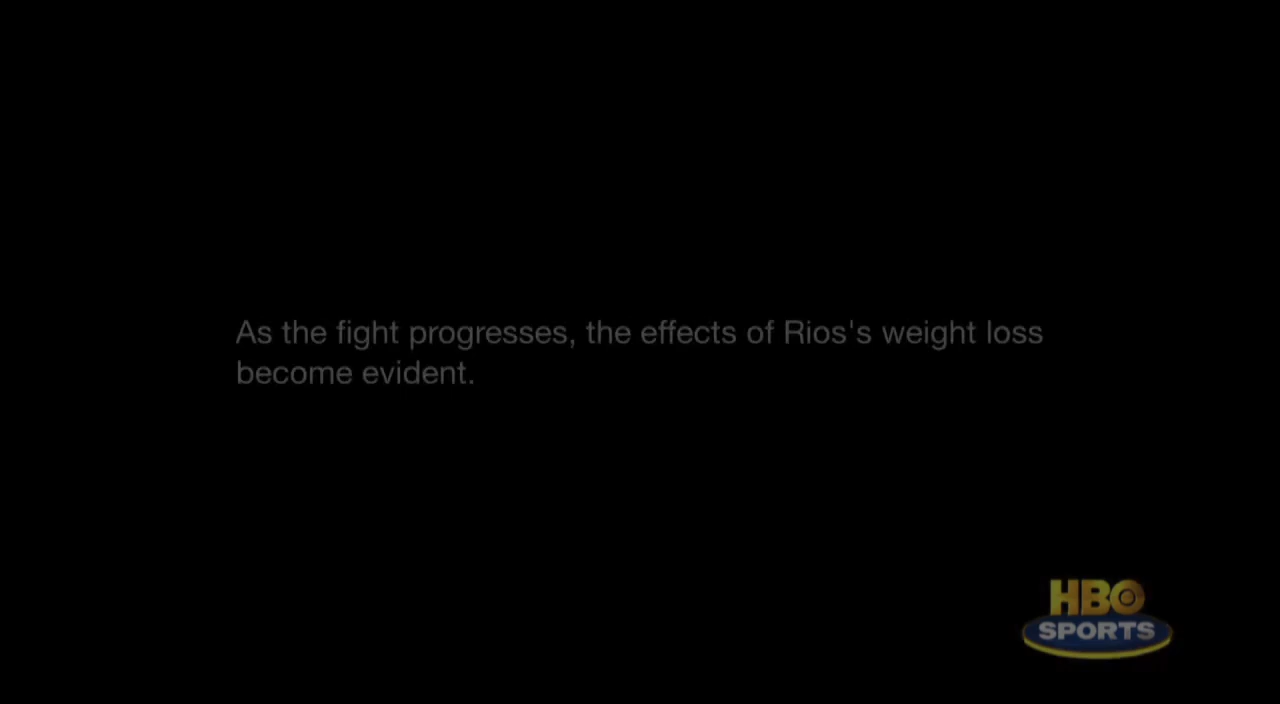 As the fight progresses, the effects of Rios's weight loss
become evident.
HBO
SPORTS